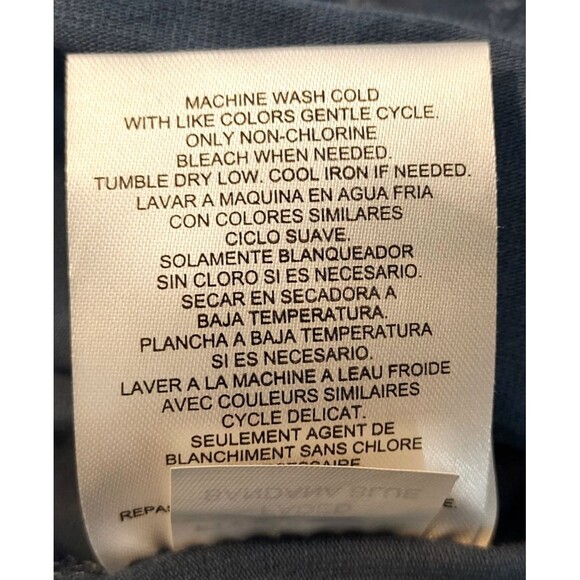 MACHINE WASH COLD
WITH LIKE COLORS GENTLE CYCLE.
ONLY NON-CHLORINE
BLEACH WHEN NEEDED.
TUMBLE DRY LOW. COOL IRON IF NEEDED.
LAVAR A MAQUINA EN AGUA FRIA
CON COLORES SIMILARES
CICLO SUAVE.
SOLAMENTE BLANQUEADOR
SIN CLORO SI ES NECESARIO.
SECAR EN SECADORA A
BAJA TEMPERATURA.
PLANCHA A BAJA TEMPERATURA
SI ES NECESARIO.
LAVER A LA MACHINE A LEAU FROIDE
AVEC COULEURS SIMILAIRES
CYCLE DELICAT.
SEULEMENT AGENT DE
BLANCHIMENT SANS CHLORE
BANDANA BLUE
FADED